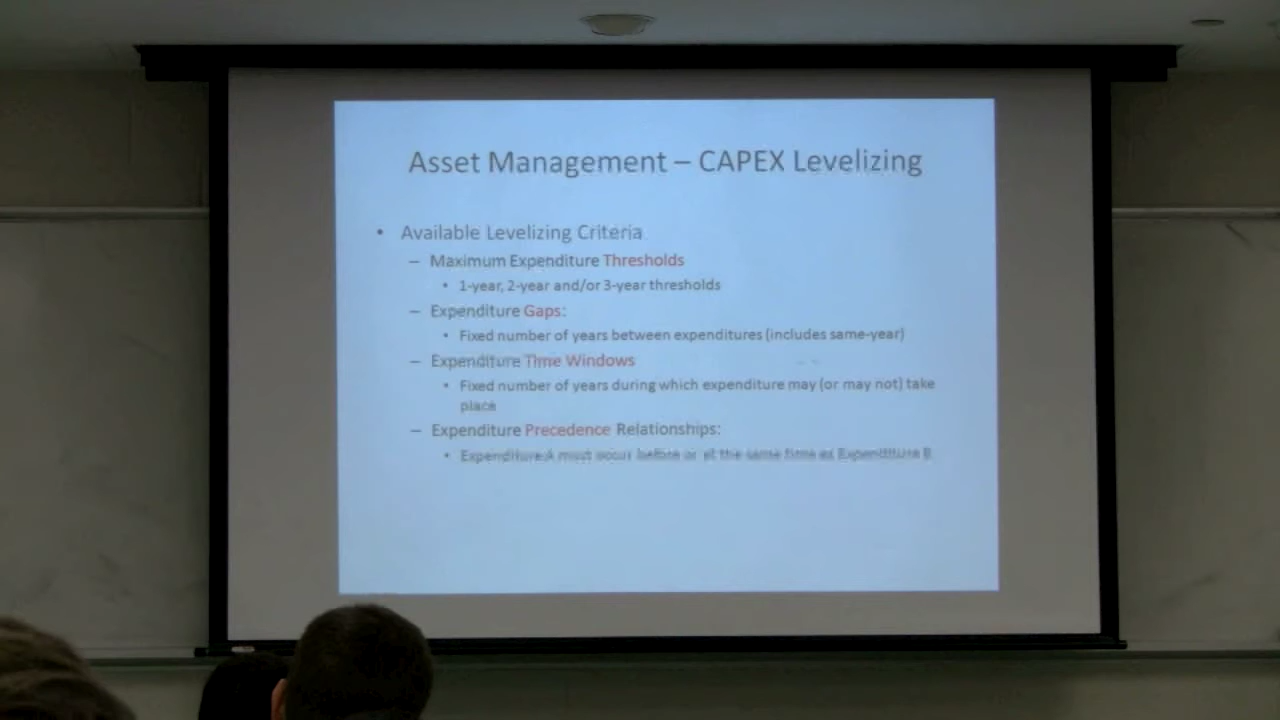 Asset Management – CAPEX Levelizing
• Available Levelizing Criteria
– Maximum Expenditure Thresholds
• 1-year, 2-year and/or 3-year thresholds
– Expenditure Gaps:
• Fixed number of years between expenditures (includes same-year)
– Expenditure Time Windows
• Fixed number of years during which expenditure may (or may not) take
place
– Expenditure Precedence Relationships:
• Expenditure A must occur before or at the same time as Expenditure B